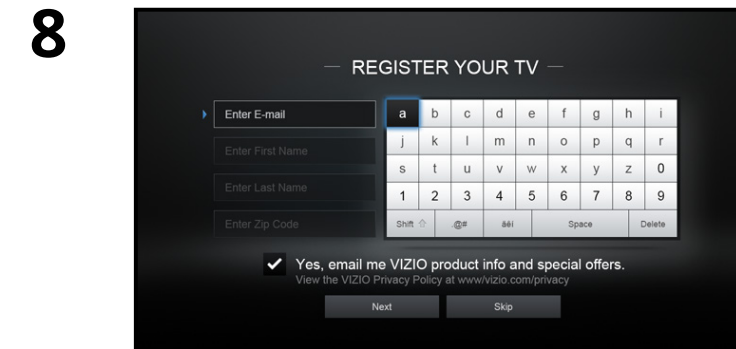 8
— REGISTER YOUR TV —
Enter E-mail
Enter First Name
Enter Last Name
Enter Zip Code
a b c d e f g h i
j k l m n o p q r
s t u v w x y z 0
1 2 3 4 5 6 7 8 9
Shift ⇧ .@# âêi Space Delete
Yes, email me VIZIO product info and special offers.
View the VIZIO Privacy Policy at www/vizio.com/privacy
Next Skip